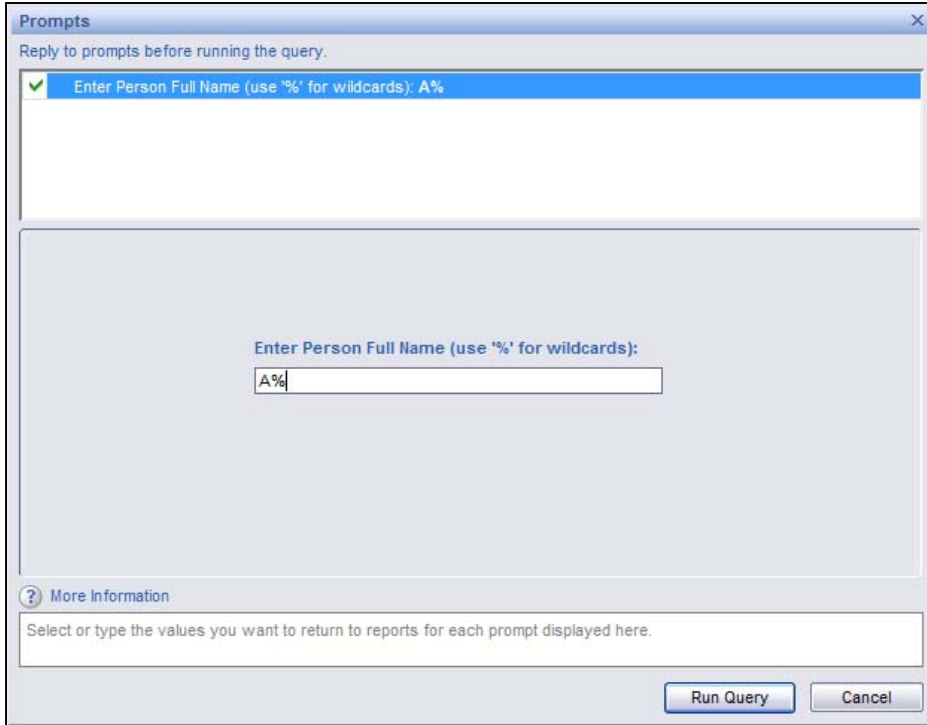 Prompts
Reply to prompts before running the query.
Enter Person Full Name (use '%' for wildcards): A%
Enter Person Full Name (use '%' for wildcards):
A%
? More Information
Select or type the values you want to return to reports for each prompt displayed here.
Run Query Cancel